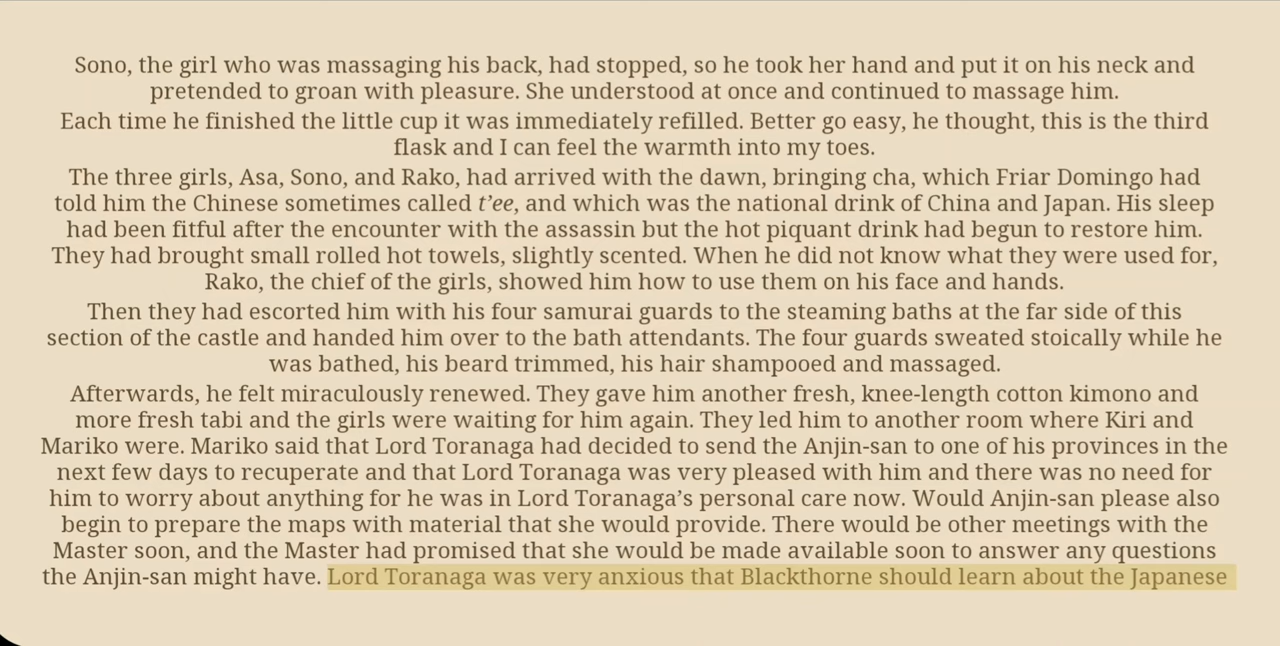 Sono, the girl who was massaging his back, had stopped, so he took her hand and put it on his neck and
pretended to groan with pleasure. She understood at once and continued to massage him.
Each time he finished the little cup it was immediately refilled. Better go easy, he thought, this is the third
flask and I can feel the warmth into my toes.
The three girls, Asa, Sono, and Rako, had arrived with the dawn, bringing cha, which Friar Domingo had
told him the Chinese sometimes called t’ee, and which was the national drink of China and Japan. His sleep
had been fitful after the encounter with the assassin but the hot piquant drink had begun to restore him.
They had brought small rolled hot towels, slightly scented. When he did not know what they were used for,
Rako, the chief of the girls, showed him how to use them on his face and hands.
Then they had escorted him with his four samurai guards to the steaming baths at the far side of this
section of the castle and handed him over to the bath attendants. The four guards sweated stoically while he
was bathed, his beard trimmed, his hair shampooed and massaged.
Afterwards, he felt miraculously renewed. They gave him another fresh, knee-length cotton kimono and
more fresh tabi and the girls were waiting for him again. They led him to another room where Kiri and
Mariko were. Mariko said that Lord Toranaga had decided to send the Anjin-san to one of his provinces in the
next few days to recuperate and that Lord Toranaga was very pleased with him and there was no need for
him to worry about anything for he was in Lord Toranaga’s personal care now. Would Anjin-san please also
begin to prepare the maps with material that she would provide. There would be other meetings with the
Master soon, and the Master had promised that she would be made available soon to answer any questions
the Anjin-san might have. Lord Toranaga was very anxious that Blackthorne should learn about the Japanese